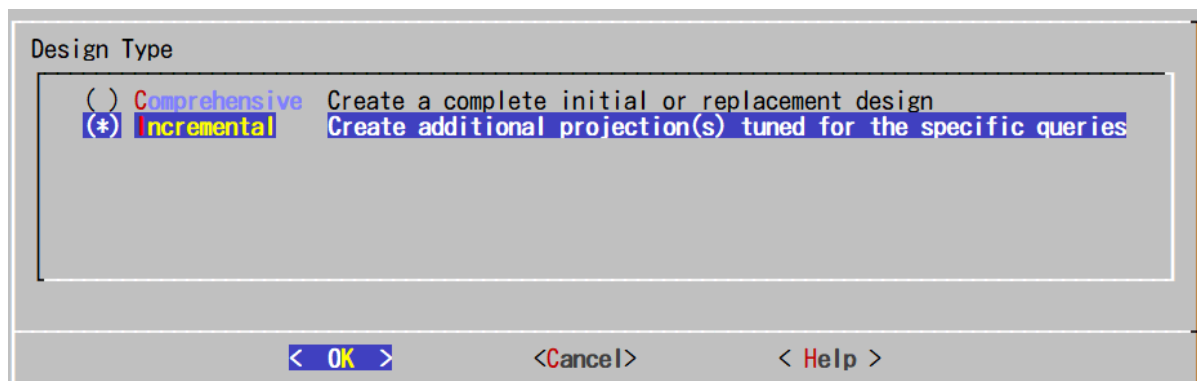 Design Type
( ) Comprehensive Create a complete initial or replacement design
(*) Incremental Create additional projection(s) tuned for the specific queries
< OK > <Cancel> < Help >